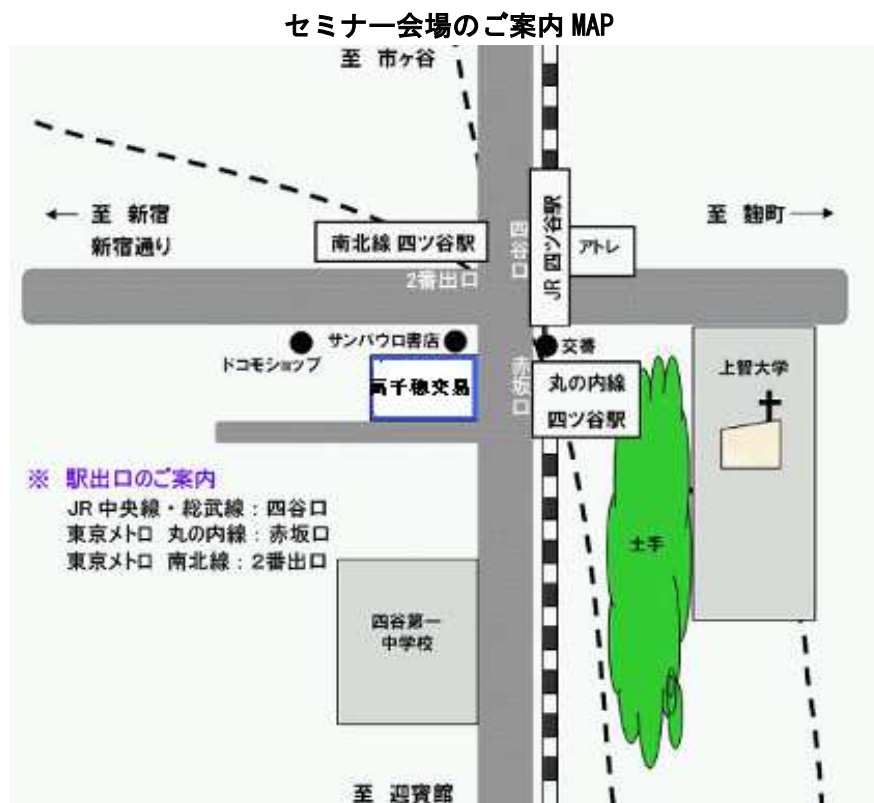 セミナー会場のご案内 MAP
至 市ヶ谷
← 至 新宿
新宿通り
南北線 四ツ谷駅
2番出口
四谷口
JR 四ツ谷駅
アトレ
至 麹町 →
ドコモショップ
サンパウロ書店
交番
高千穂交易
赤坂口
丸の内線
四ツ谷駅
上智大学
※ 駅出口のご案内
JR 中央線・総武線：四谷口
東京メトロ 丸の内線：赤坂口
東京メトロ 南北線：2番出口
土手
四谷第一
中学校
至 迎賓館